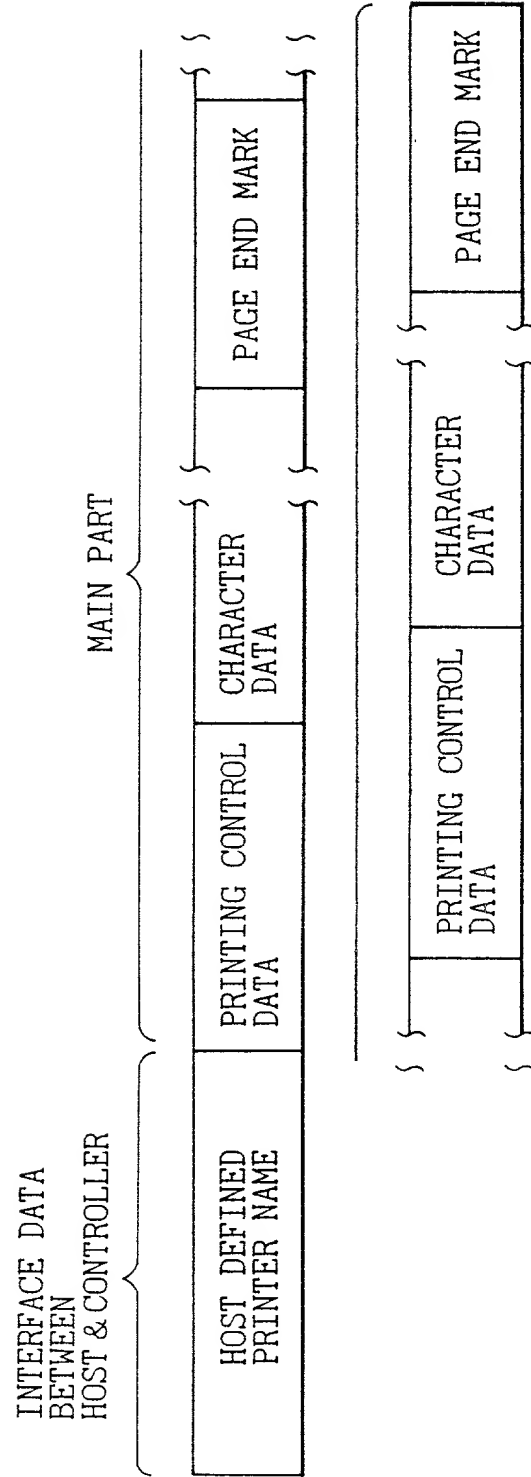 INTERFACE DATA
BETWEEN
HOST & CONTROLLER
MAIN PART
HOST DEFINED
PRINTER NAME
PRINTING CONTROL
DATA
CHARACTER
DATA
PAGE END MARK
PRINTING CONTROL
DATA
CHARACTER
DATA
PAGE END MARK